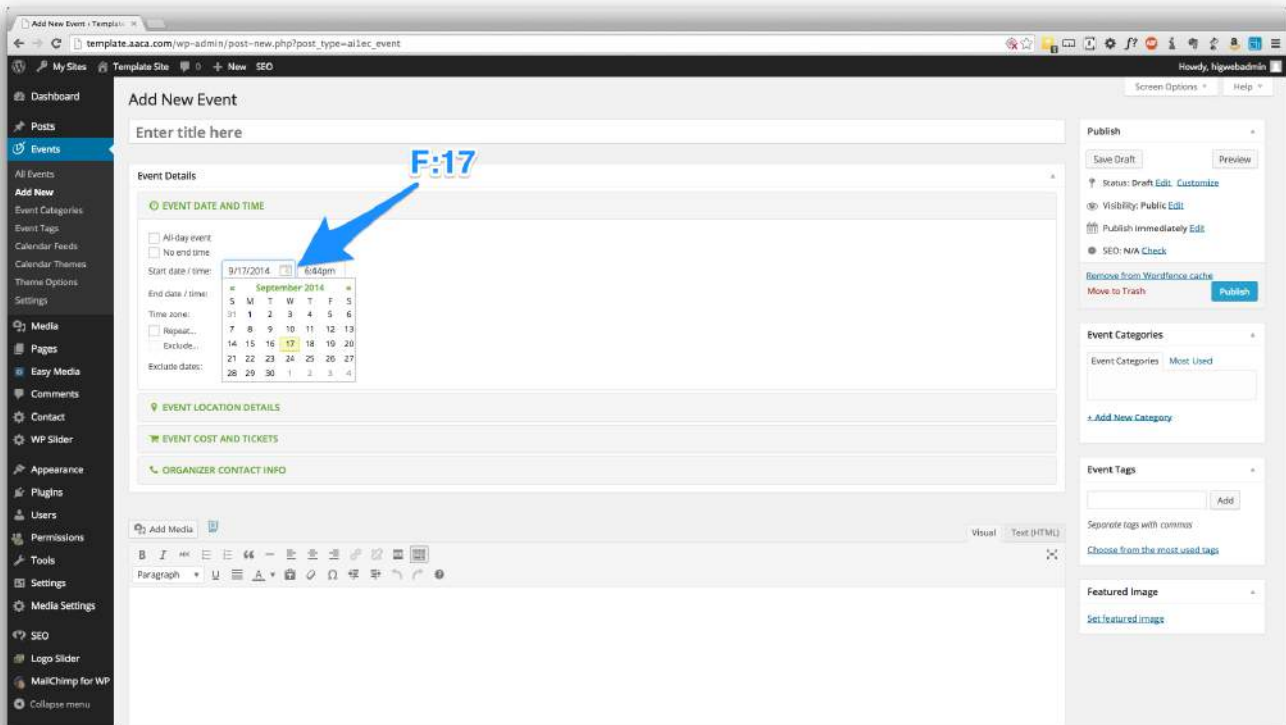 Add New Event ‹ Templat
template.aaca.com/wp-admin/post-new.php?post_type=ai1ec_event
My Sites Template Site 0 + New SEO
Howdy, higwebadmin
Screen Options Help
Dashboard
Posts
Events
All Events
Add New
Event Categories
Event Tags
Calendar Feeds
Calendar Themes
Theme Options
Settings
Media
Pages
Easy Media
Comments
Contact
WP Slider
Appearance
Plugins
Users
Permissions
Tools
Settings
Media Settings
SEO
Logo Slider
MailChimp for WP
Collapse menu
Add New Event
Enter title here
F:17
Event Details
EVENT DATE AND TIME
All-day event
No end time
Start date / time: 9/17/2014 6:44pm
End date / time:
Time zone:
Repeat...
Exclude...
Exclude dates:
« September 2014 »
S M T W T F S
31 1 2 3 4 5 6
7 8 9 10 11 12 13
14 15 16 17 18 19 20
21 22 23 24 25 26 27
28 29 30 1 2 3 4
EVENT LOCATION DETAILS
EVENT COST AND TICKETS
ORGANIZER CONTACT INFO
Add Media
Visual Text (HTML)
B I ABC
Paragraph U A Ω
Publish
Save Draft Preview
Status: Draft Edit Customize
Visibility: Public Edit
Publish immediately Edit
SEO: N/A Check
Remove from Wordfence cache
Move to Trash Publish
Event Categories
Event Categories Most Used
+ Add New Category
Event Tags
Add
Separate tags with commas
Choose from the most used tags
Featured Image
Set featured image